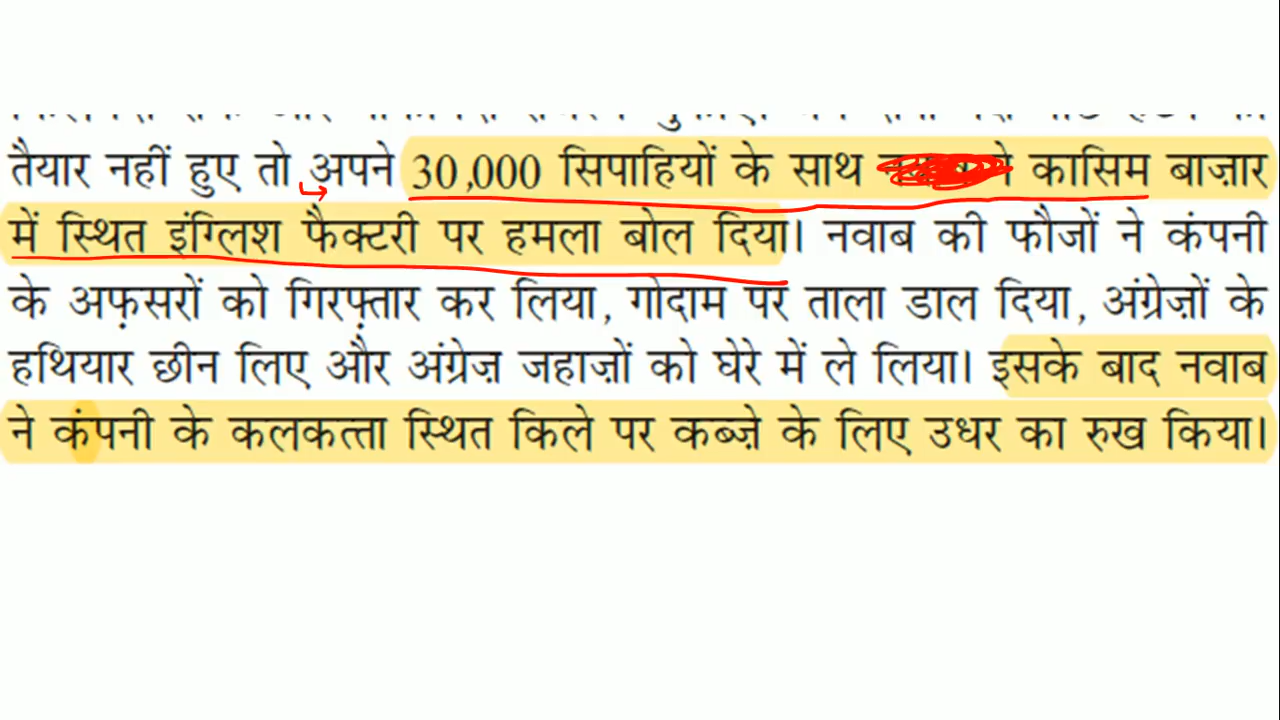 तैयार नहीं हुए तो अपने 30,000 सिपाहियों के साथ ने कासिम बाज़ार
में स्थित इंग्लिश फैक्टरी पर हमला बोल दिया। नवाब की फौजों ने कंपनी
के अफ़सरों को गिरफ़्तार कर लिया, गोदाम पर ताला डाल दिया, अंग्रेज़ों के
हथियार छीन लिए और अंग्रेज़ जहाज़ों को घेरे में ले लिया। इसके बाद नवाब
ने कंपनी के कलकत्ता स्थित किले पर कब्ज़े के लिए उधर का रुख किया।